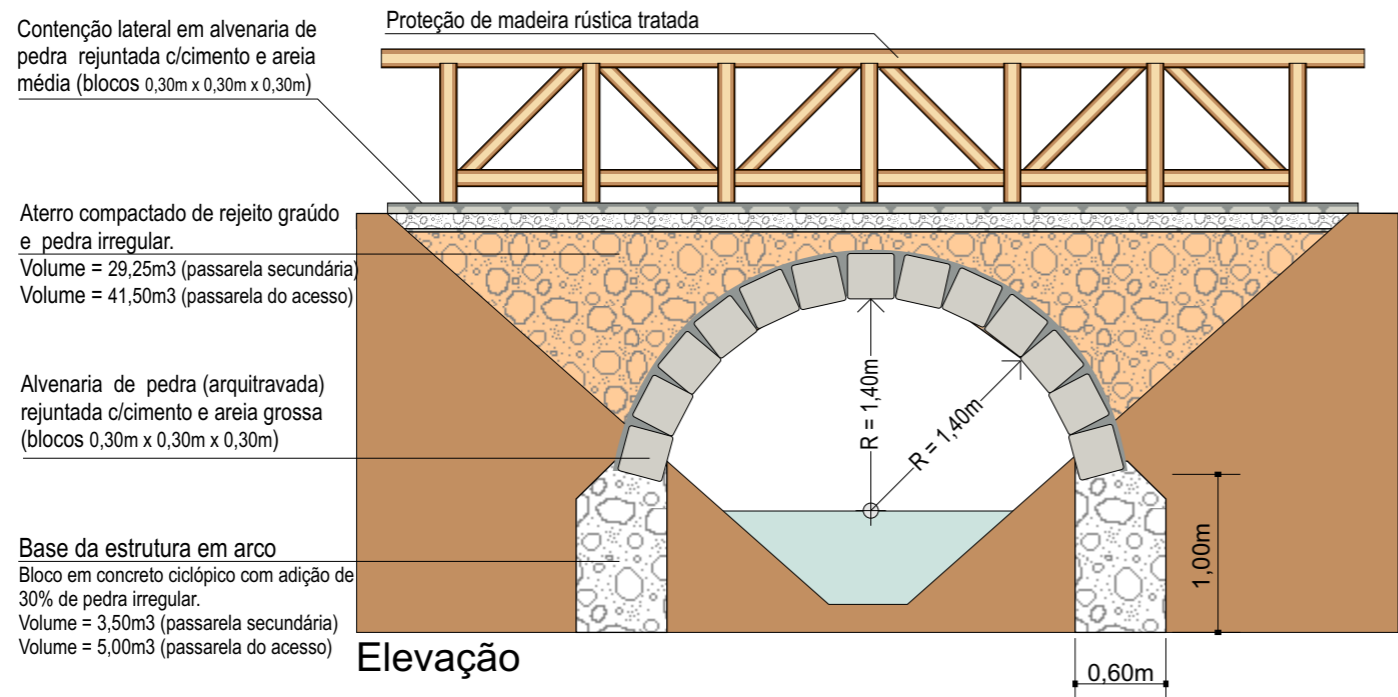 Contenção lateral em alvenaria de
pedra rejuntada c/cimento e areia
média (blocos 0,30m x 0,30m x 0,30m)
Proteção de madeira rústica tratada
Aterro compactado de rejeito graúdo
e pedra irregular.
Volume = 29,25m3 (passarela secundária)
Volume = 41,50m3 (passarela do acesso)
Alvenaria de pedra (arquitravada)
rejuntada c/cimento e areia grossa
(blocos 0,30m x 0,30m x 0,30m)
R = 1,40m
R = 1,40m
Base da estrutura em arco
Bloco em concreto ciclópico com adição de
30% de pedra irregular.
Volume = 3,50m3 (passarela secundária)
Volume = 5,00m3 (passarela do acesso)
1,00m
0,60m
Elevação